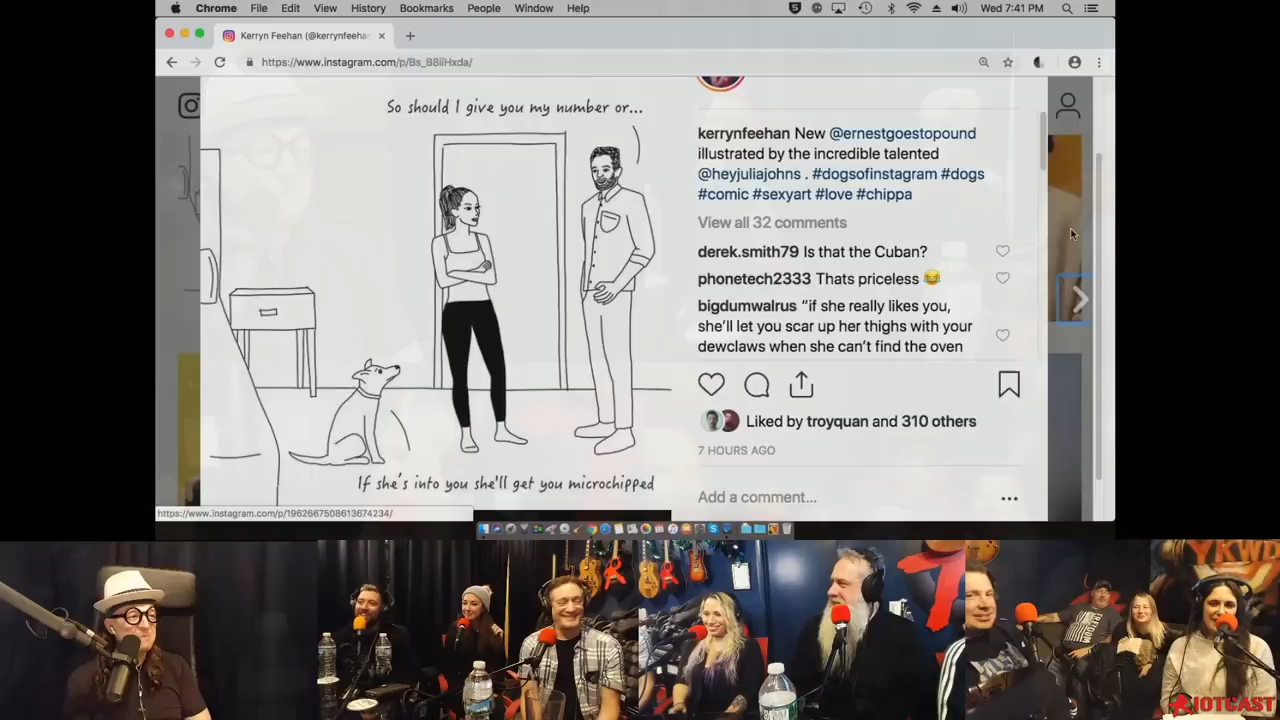 Chrome File Edit View History Bookmarks People Window Help
Wed 7:41 PM
Kerryn Feehan (@kerrynfeehan
https://www.instagram.com/p/Bs_B8iiHxda/
So should I give you my number or...
If she's into you she'll get you microchipped
kerrynfeehan New @ernestgoestopound
illustrated by the incredible talented
@heyjuliajohns . #dogsofinstagram #dogs
#comic #sexyart #love #chippa
View all 32 comments
derek.smith79 Is that the Cuban?
phonetech2333 Thats priceless 😂
bigdumwalrus “if she really likes you,
she’ll let you scar up her thighs with your
dewclaws when she can’t find the oven
Liked by troyquan and 310 others
7 HOURS AGO
Add a comment...
https://www.instagram.com/p/1962667508613674234/
YKWD
FREEDOM
RIOTCAST